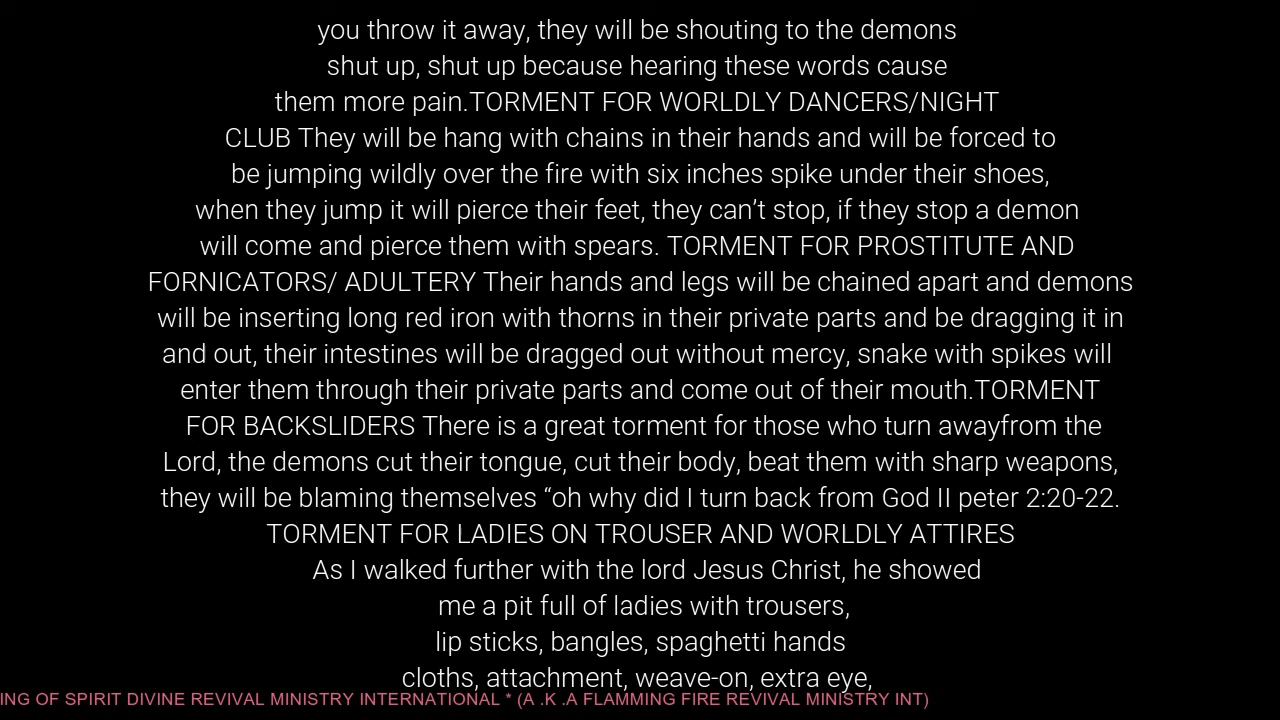 you throw it away, they will be shouting to the demons
shut up, shut up because hearing these words cause
them more pain.TORMENT FOR WORLDLY DANCERS/NIGHT
CLUB They will be hang with chains in their hands and will be forced to
be jumping wildly over the fire with six inches spike under their shoes,
when they jump it will pierce their feet, they can’t stop, if they stop a demon
will come and pierce them with spears. TORMENT FOR PROSTITUTE AND
FORNICATORS/ ADULTERY Their hands and legs will be chained apart and demons
will be inserting long red iron with thorns in their private parts and be dragging it in
and out, their intestines will be dragged out without mercy, snake with spikes will
enter them through their private parts and come out of their mouth.TORMENT
FOR BACKSLIDERS There is a great torment for those who turn awayfrom the
Lord, the demons cut their tongue, cut their body, beat them with sharp weapons,
they will be blaming themselves “oh why did I turn back from God II peter 2:20-22.
TORMENT FOR LADIES ON TROUSER AND WORLDLY ATTIRES
As I walked further with the lord Jesus Christ, he showed
me a pit full of ladies with trousers,
lip sticks, bangles, spaghetti hands
cloths, attachment, weave-on, extra eye,
ING OF SPIRIT DIVINE REVIVAL MINISTRY INTERNATIONAL * (A .K .A FLAMMING FIRE REVIVAL MINISTRY INT)